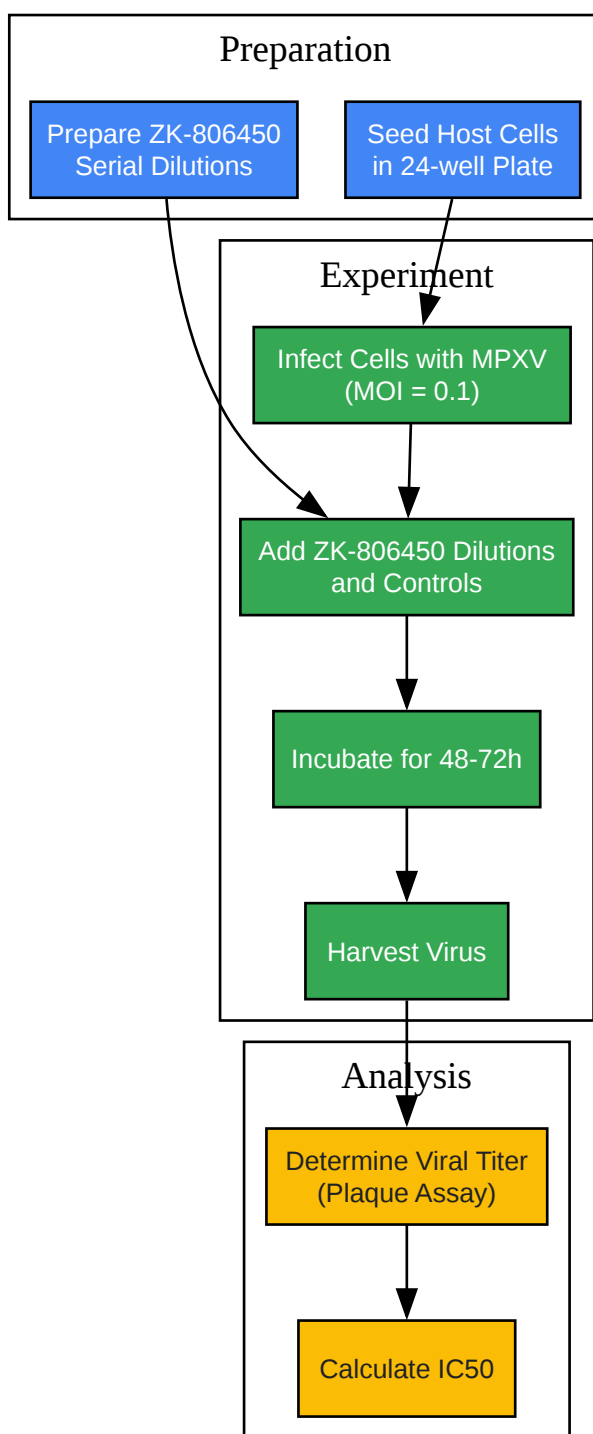 Preparation
Prepare ZK-806450
Serial Dilutions
Seed Host Cells
in 24-well Plate
Experiment
Infect Cells with MPXV
(MOI = 0.1)
Add ZK-806450 Dilutions
and Controls
Incubate for 48-72h
Harvest Virus
Analysis
Determine Viral Titer
(Plaque Assay)
Calculate IC50